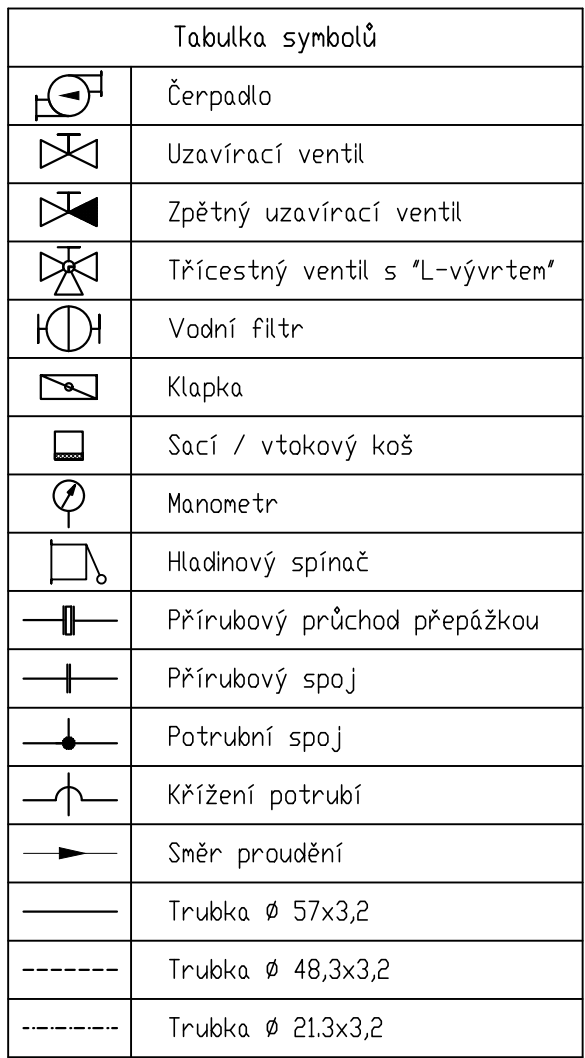 Tabulka symbolů
Čerpadlo
Uzavírací ventil
Zpětný uzavírací ventil
Třícestný ventil s "L-vývrtem"
Vodní filtr
Klapka
Sací / vtokový koš
Manometr
Hladinový spínač
Přírubový průchod přepážkou
Přírubový spoj
Potrubní spoj
Křížení potrubí
Směr proudění
Trubka Ø 57x3,2
Trubka Ø 48,3x3,2
Trubka Ø 21.3x3,2